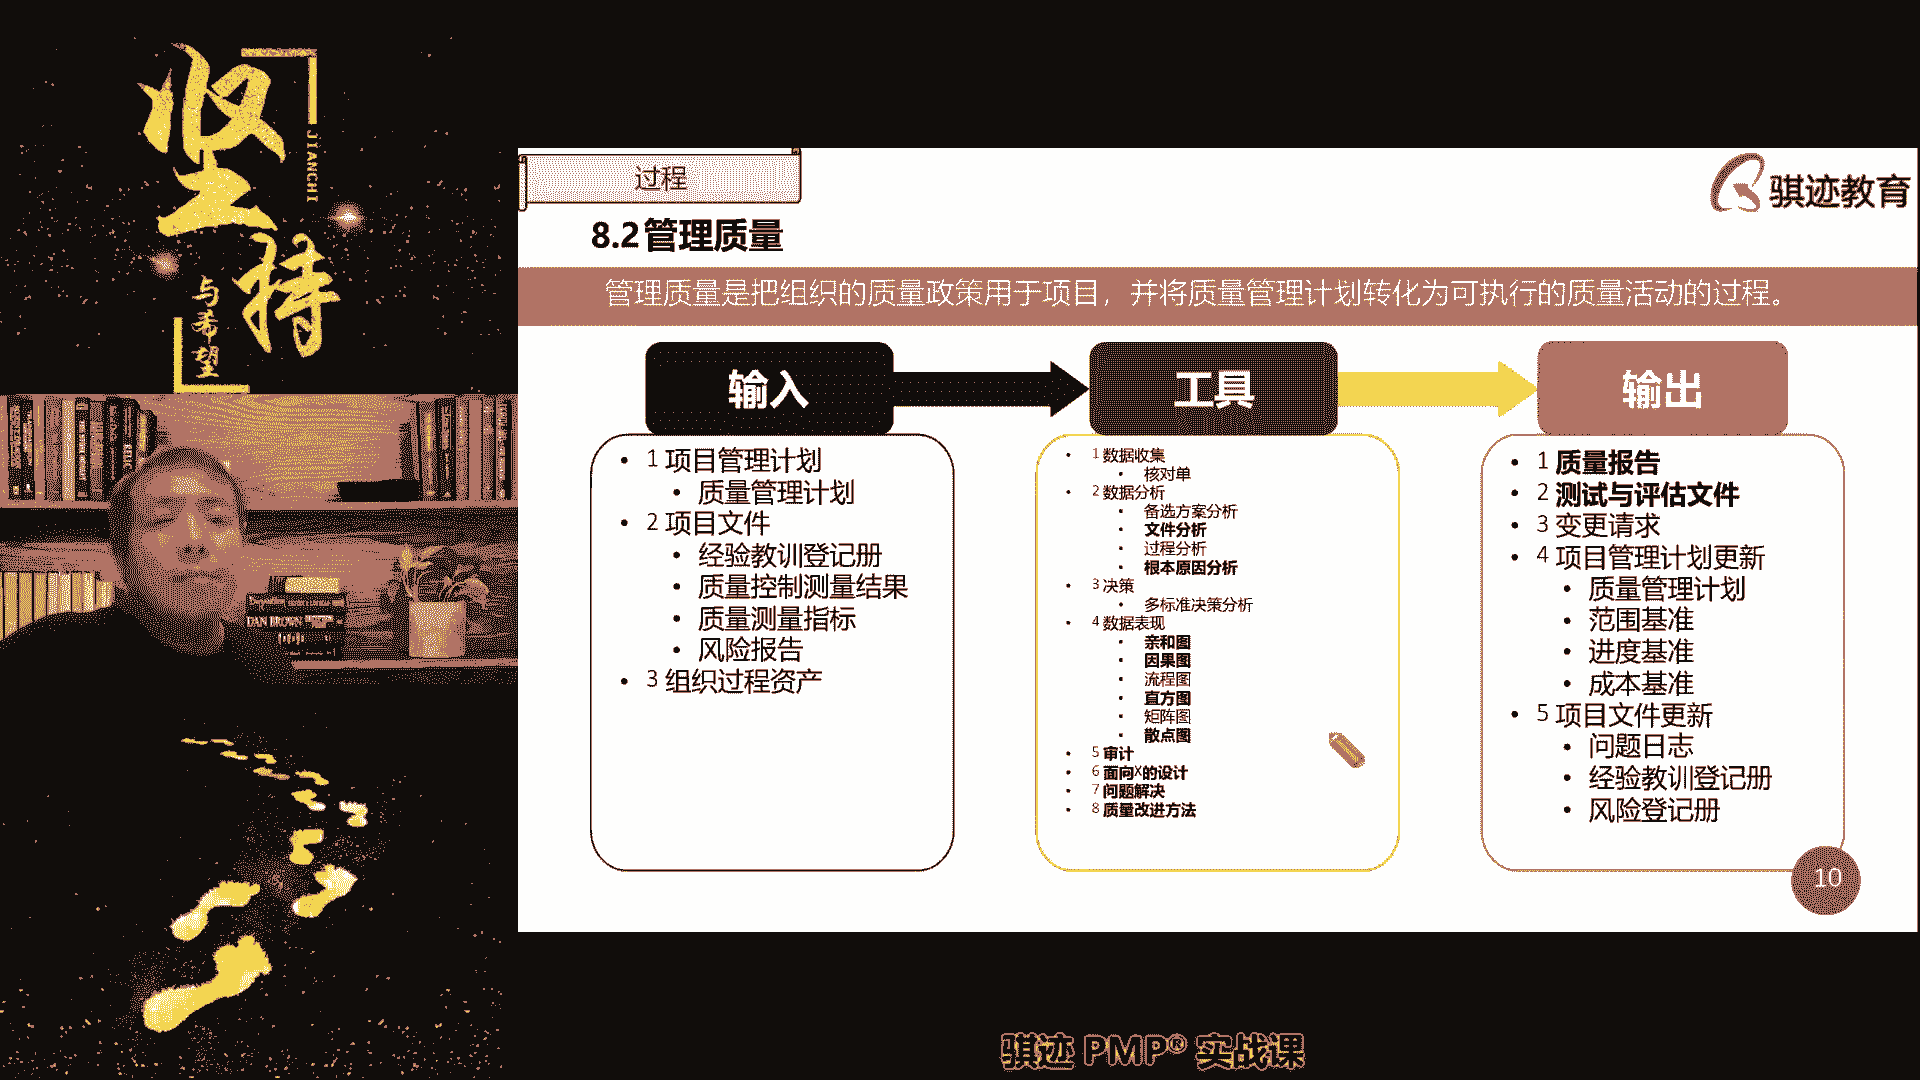 坚持
JIANCHI
与希望
DAN BROWN
过程
骐迹教育
8.2管理质量
管理质量是把组织的质量政策用于项目，并将质量管理计划转化为可执行的质量活动的过程。
输入
1 项目管理计划
质量管理计划
2 项目文件
经验教训登记册
质量控制测量结果
质量测量指标
风险报告
3 组织过程资产
工具
1 数据收集
核对单
2 数据分析
备选方案分析
文件分析
过程分析
根本原因分析
3 决策
多标准决策分析
4 数据表现
亲和图
因果图
流程图
直方图
矩阵图
散点图
5 审计
6 面向X的设计
7 问题解决
8 质量改进方法
输出
1 质量报告
2 测试与评估文件
3 变更请求
4 项目管理计划更新
质量管理计划
范围基准
进度基准
成本基准
5 项目文件更新
问题日志
经验教训登记册
风险登记册
10
骐迹 PMP® 实战课